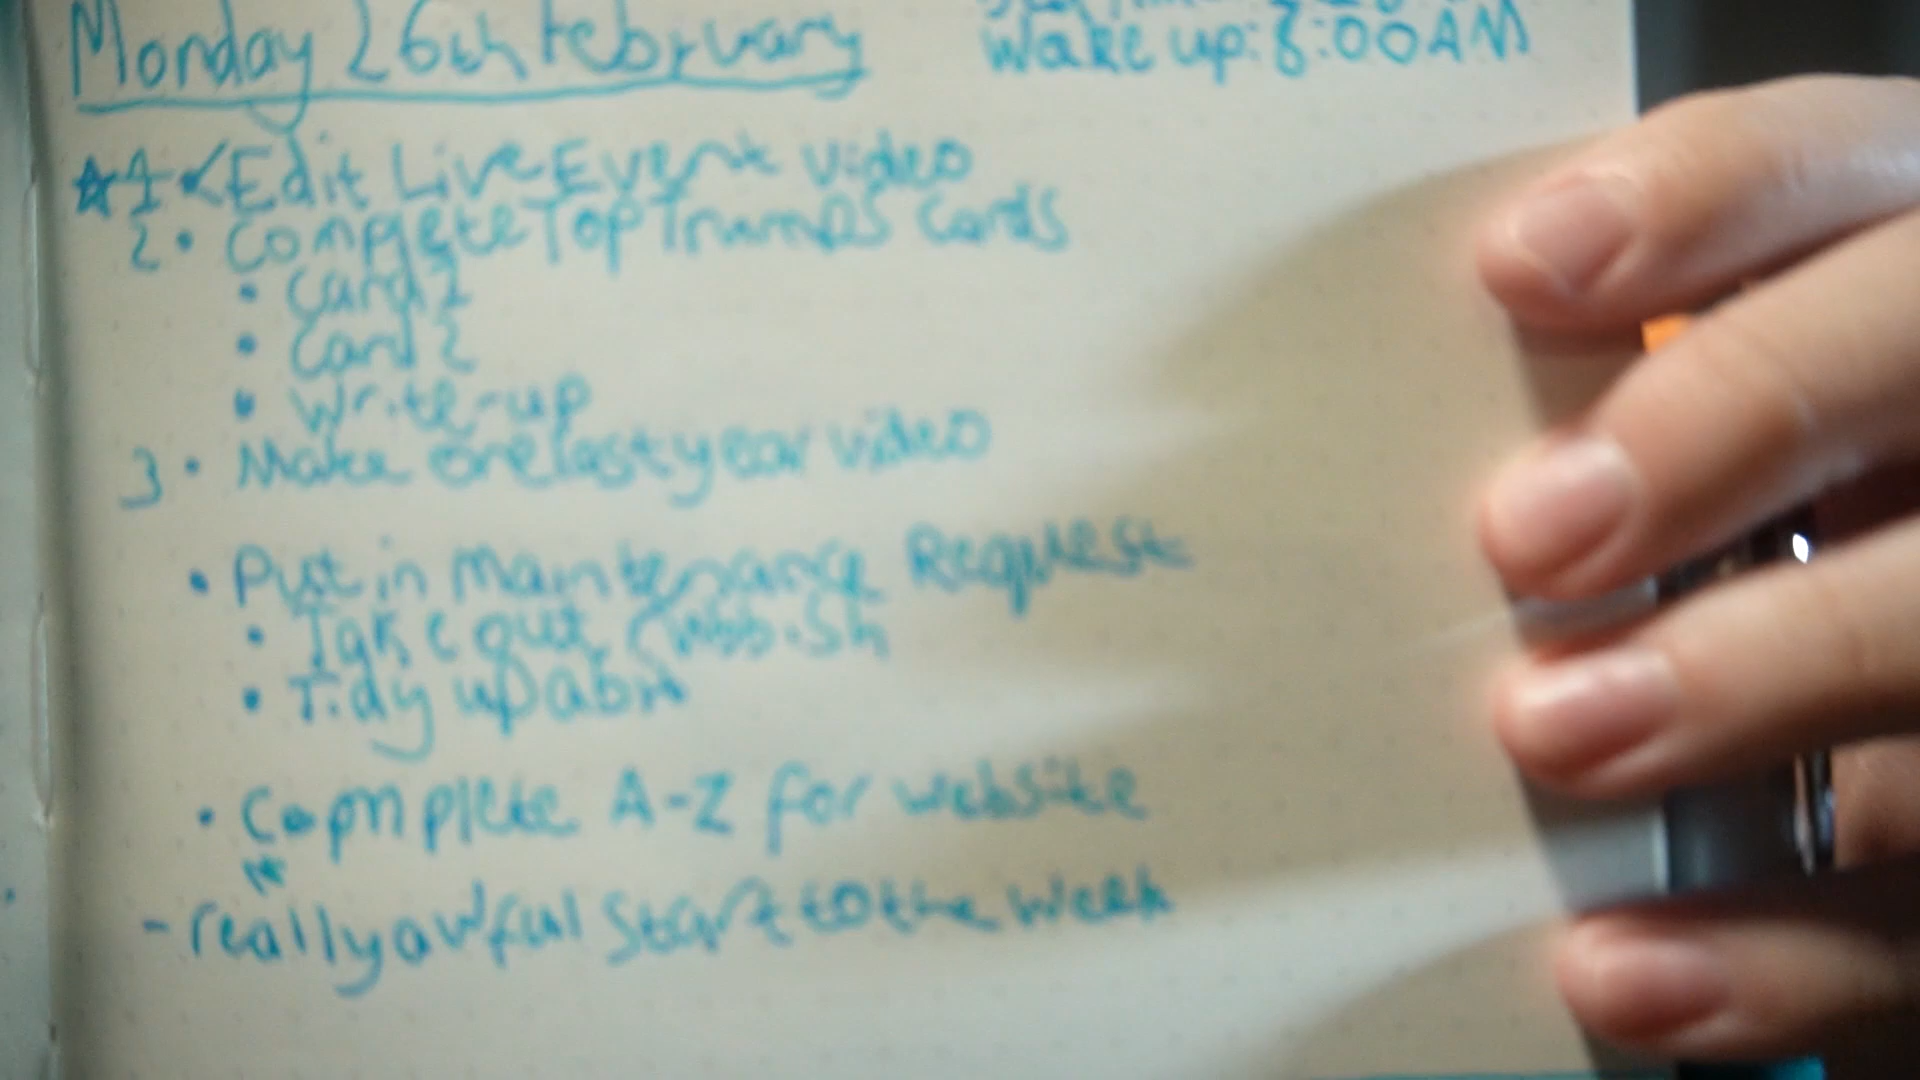 Monday 26th February
Wake up: 8:00AM
☆1 < Edit Live Event video
2 • Complete Top Trumps Cards
• Card 1
• Card 2
• Write-up
3 • Make one last year video
• Put in Maintenance Request
• Take out rubbish
• Tidy up a bit
• Complete A-Z for website
- really awful start to the week